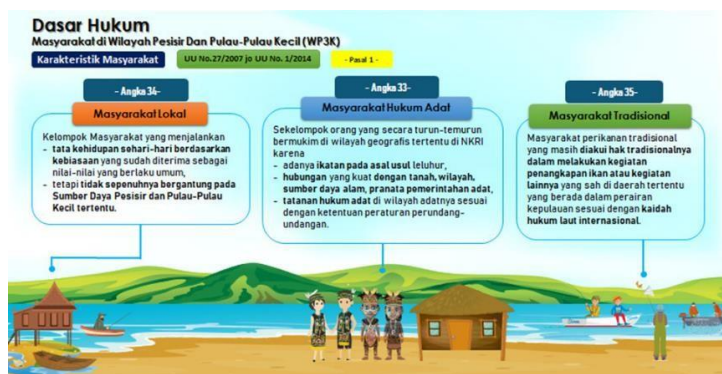 Dasar Hukum
Masyarakat di Wilayah Pesisir Dan Pulau-Pulau Kecil (WP3K)
Karakteristik Masyarakat
UU No.27/2007 jo UU No. 1/2014
- Pasal 1 -
- Angka 34-
Masyarakat Lokal
Kelompok Masyarakat yang menjalankan
- tata kehidupan sehari-hari berdasarkan
kebiasaan yang sudah diterima sebagai
nilai-nilai yang berlaku umum,
- tetapi tidak sepenuhnya bergantung pada
Sumber Daya Pesisir dan Pulau-Pulau
Kecil tertentu.
- Angka 33-
Masyarakat Hukum Adat
Sekelompok orang yang secara turun-temurun
bermukim di wilayah geografis tertentu di NKRI
karena
- adanya ikatan pada asal usul leluhur,
- hubungan yang kuat dengan tanah, wilayah,
sumber daya alam, pranata pemerintahan adat,
- tatanan hukum adat di wilayah adatnya sesuai
dengan ketentuan peraturan perundang-
undangan.
- Angka 35-
Masyarakat Tradisional
Masyarakat perikanan tradisional
yang masih diakui hak tradisionalnya
dalam melakukan kegiatan
penangkapan ikan atau kegiatan
lainnya yang sah di daerah tertentu
yang berada dalam perairan
kepulauan sesuai dengan kaidah
hukum laut internasional.